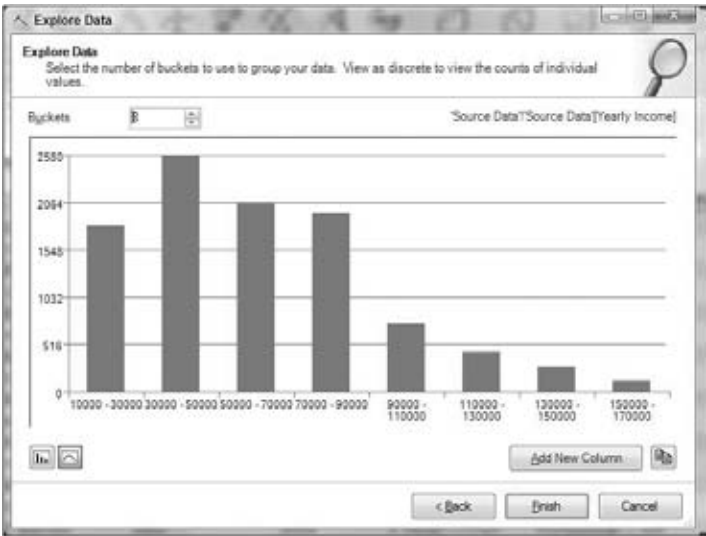 Explore Data
Explore Data
Select the number of buckets to use to group your data. View as discrete to view the counts of individual
values.
Buckets 8 'Source Data'!'Source Data'[Yearly Income]
2580
2064
1548
1032
516
0
10000 - 30000 30000 - 50000 50000 - 70000 70000 - 90000 90000 - 110000 110000 - 130000 130000 - 150000 150000 - 170000
Add New Column
< Back Finish Cancel